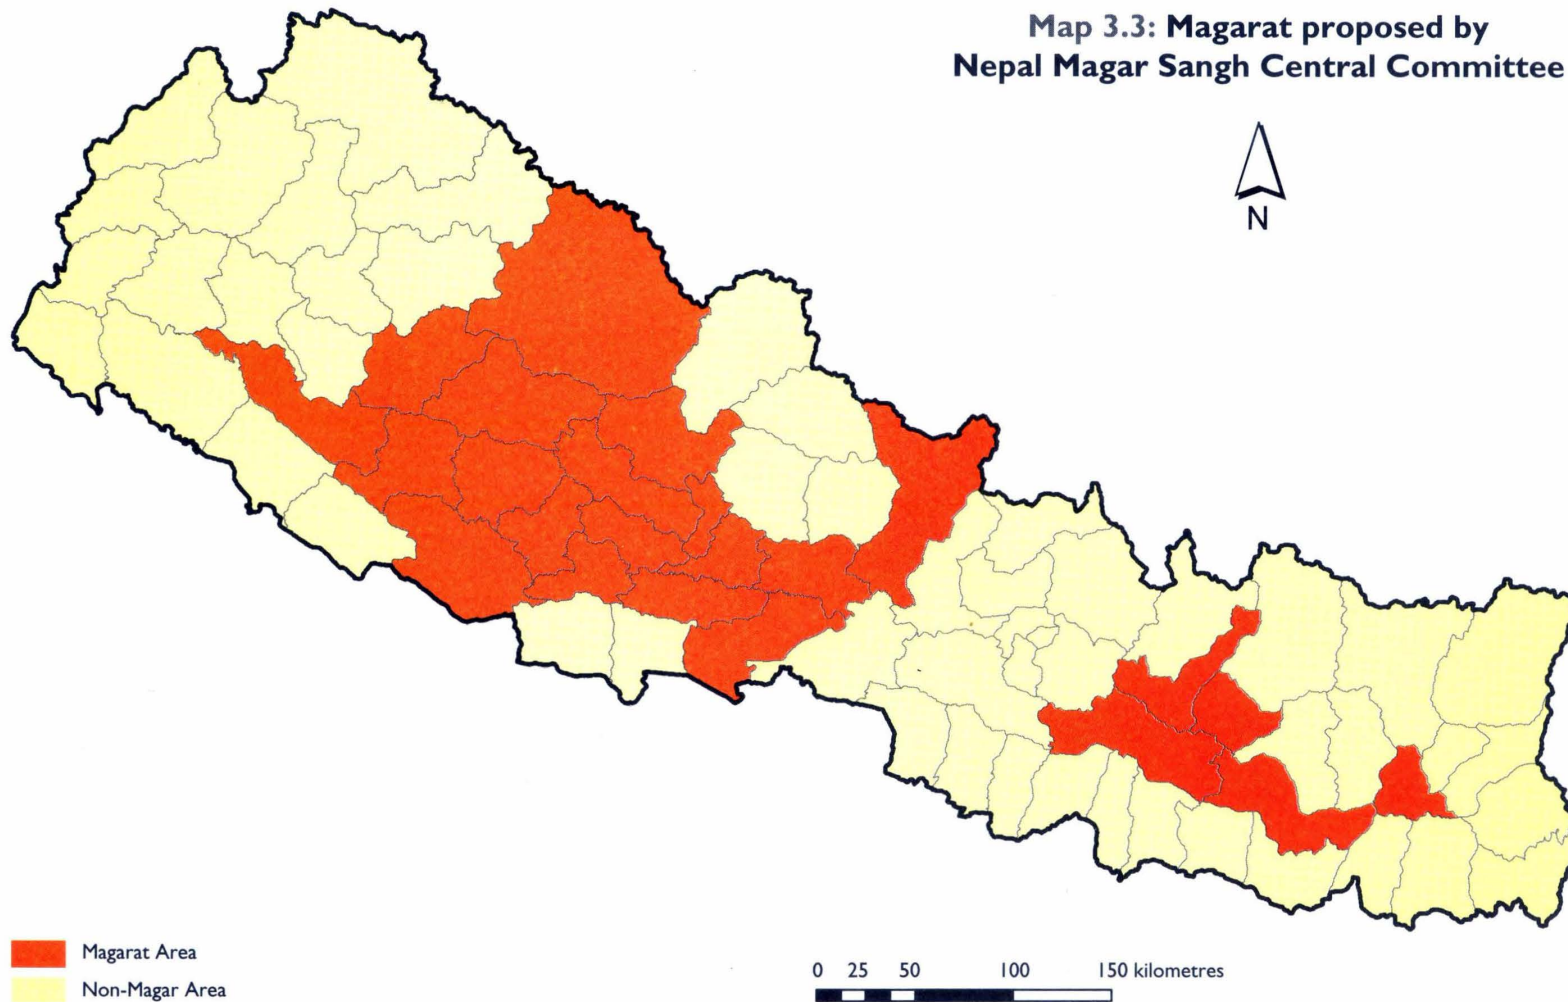 Map 3.3: Magarat proposed by
Nepal Magar Sangh Central Committee
N
Magarat Area
Non-Magar Area
0 25 50 100 150 kilometres